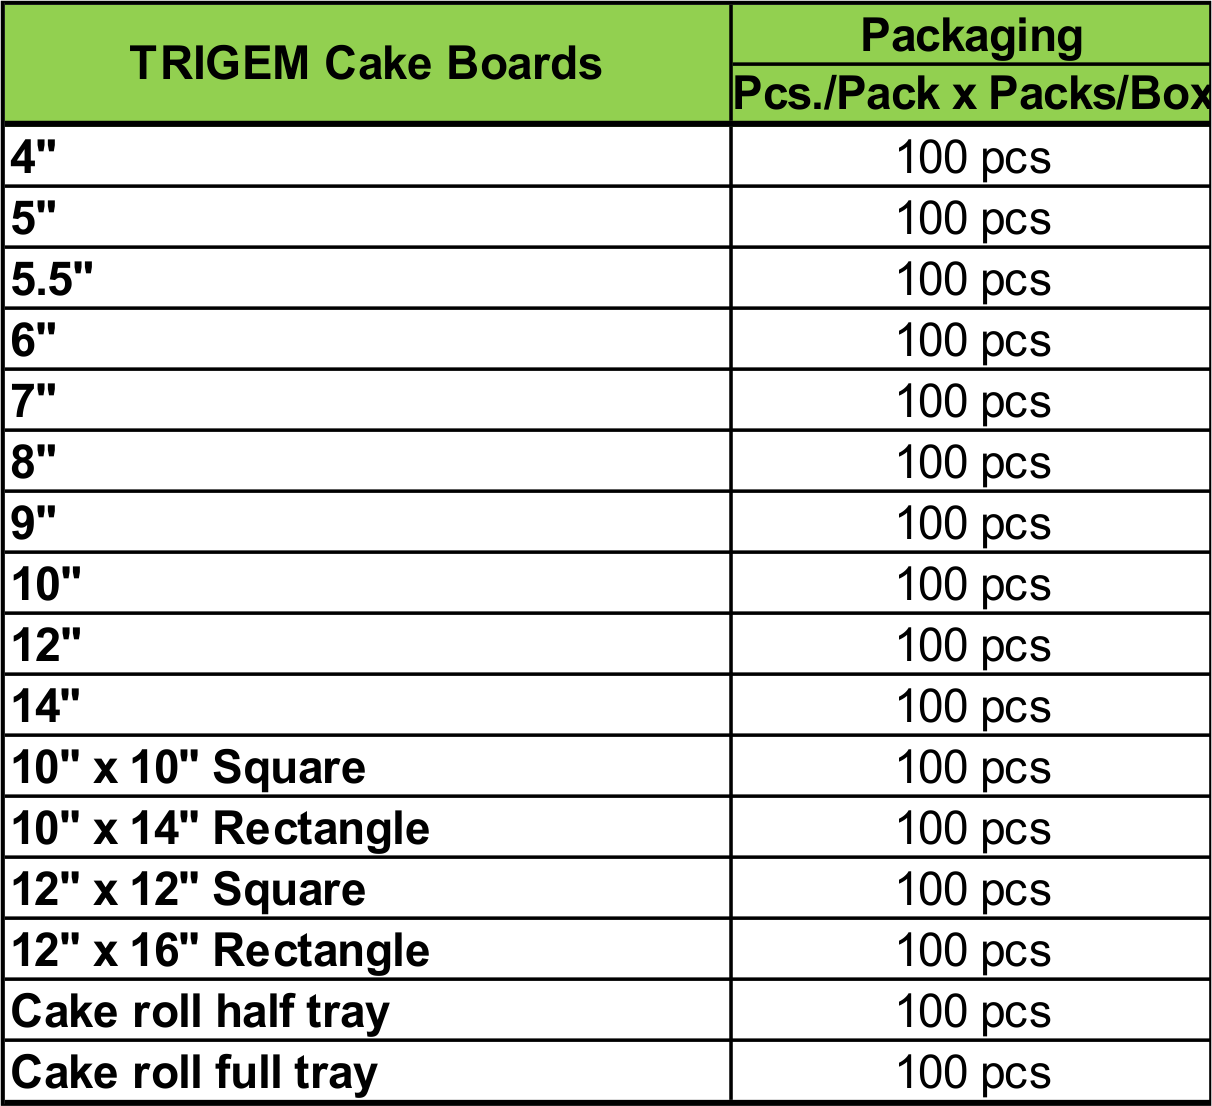 TRIGEM Cake Boards
Packaging
Pcs./Pack x Packs/Box
4" 100 pcs
5" 100 pcs
5.5" 100 pcs
6" 100 pcs
7" 100 pcs
8" 100 pcs
9" 100 pcs
10" 100 pcs
12" 100 pcs
14" 100 pcs
10" x 10" Square 100 pcs
10" x 14" Rectangle 100 pcs
12" x 12" Square 100 pcs
12" x 16" Rectangle 100 pcs
Cake roll half tray 100 pcs
Cake roll full tray 100 pcs